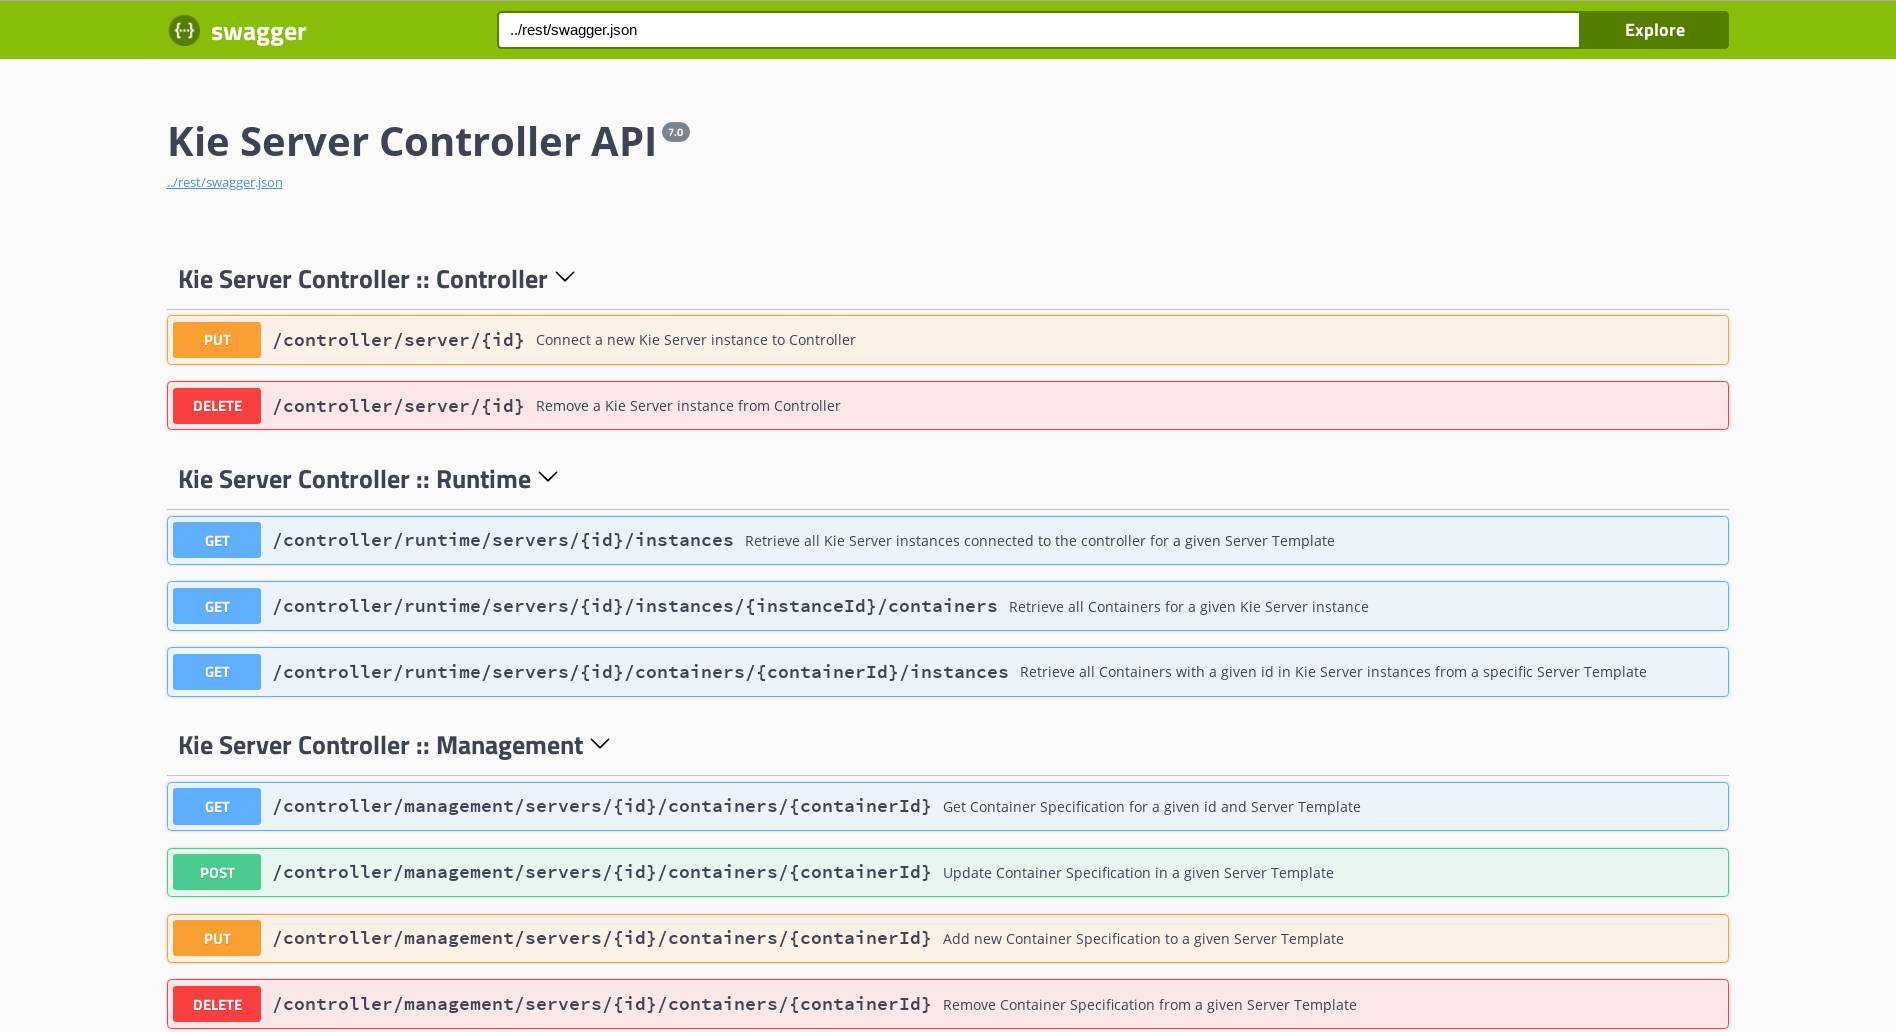 {···} swagger ../rest/swagger.json Explore
Kie Server Controller API 7.0
../rest/swagger.json
Kie Server Controller :: Controller
PUT /controller/server/{id} Connect a new Kie Server instance to Controller
DELETE /controller/server/{id} Remove a Kie Server instance from Controller
Kie Server Controller :: Runtime
GET /controller/runtime/servers/{id}/instances Retrieve all Kie Server instances connected to the controller for a given Server Template
GET /controller/runtime/servers/{id}/instances/{instanceId}/containers Retrieve all Containers for a given Kie Server instance
GET /controller/runtime/servers/{id}/containers/{containerId}/instances Retrieve all Containers with a given id in Kie Server instances from a specific Server Template
Kie Server Controller :: Management
GET /controller/management/servers/{id}/containers/{containerId} Get Container Specification for a given id and Server Template
POST /controller/management/servers/{id}/containers/{containerId} Update Container Specification in a given Server Template
PUT /controller/management/servers/{id}/containers/{containerId} Add new Container Specification to a given Server Template
DELETE /controller/management/servers/{id}/containers/{containerId} Remove Container Specification from a given Server Template